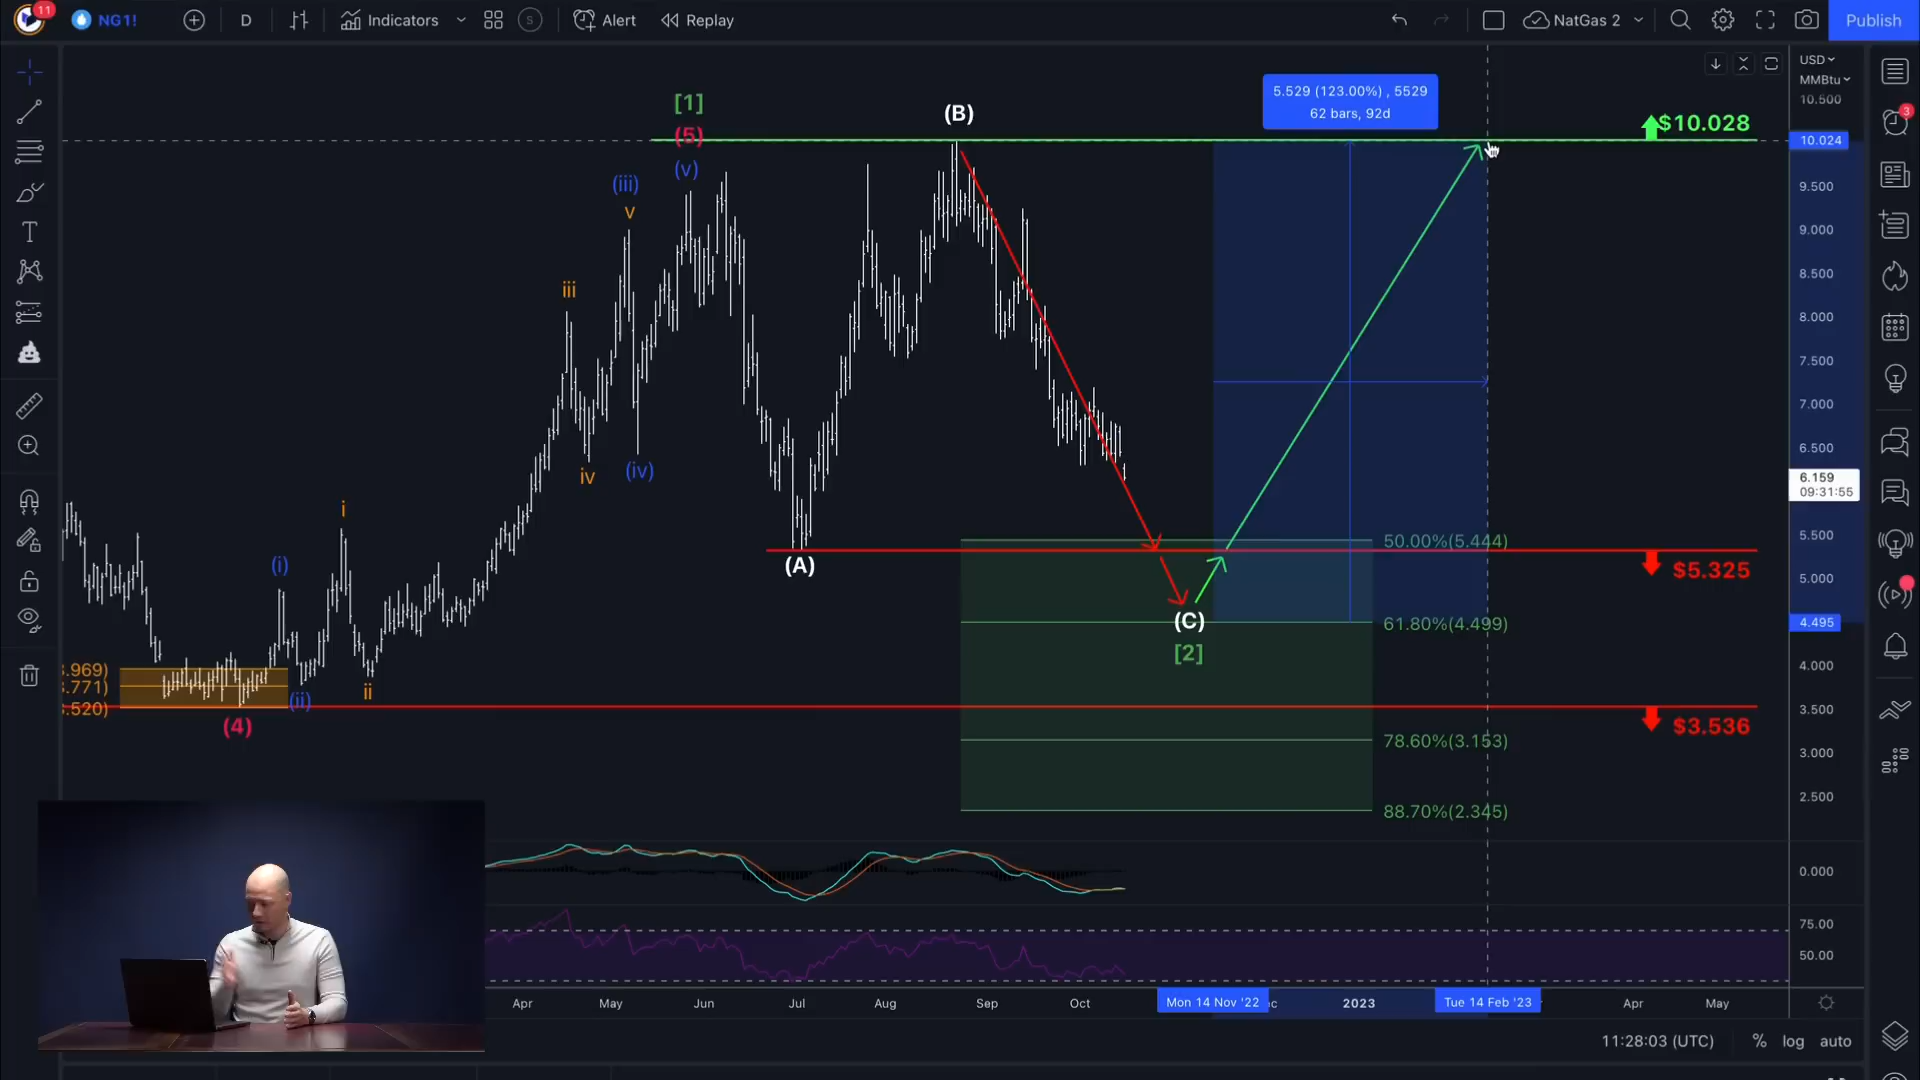 11
NG1!
D
Indicators
S
Alert
Replay
NatGas 2
Publish
USD
MMBtu
10.500
10.024
9.500
9.000
8.500
8.000
7.500
7.000
6.500
6.159
09:31:55
5.500
5.000
4.495
4.000
3.500
3.000
2.500
0.000
75.00
50.00
3
5.529 (123.00%) , 5529
62 bars, 92d
$10.028
[1]
(5)
(v)
(B)
(iii)
v
iii
iv
(iv)
i
(i)
ii
(ii)
(4)
(A)
(C)
[2]
50.00%(5.444)
$5.325
61.80%(4.499)
.969)
.771)
.520)
$3.536
78.60%(3.153)
88.70%(2.345)
Apr
May
Jun
Jul
Aug
Sep
Oct
Mon 14 Nov '22
2023
Tue 14 Feb '23
Apr
May
11:28:03 (UTC)
%
log
auto